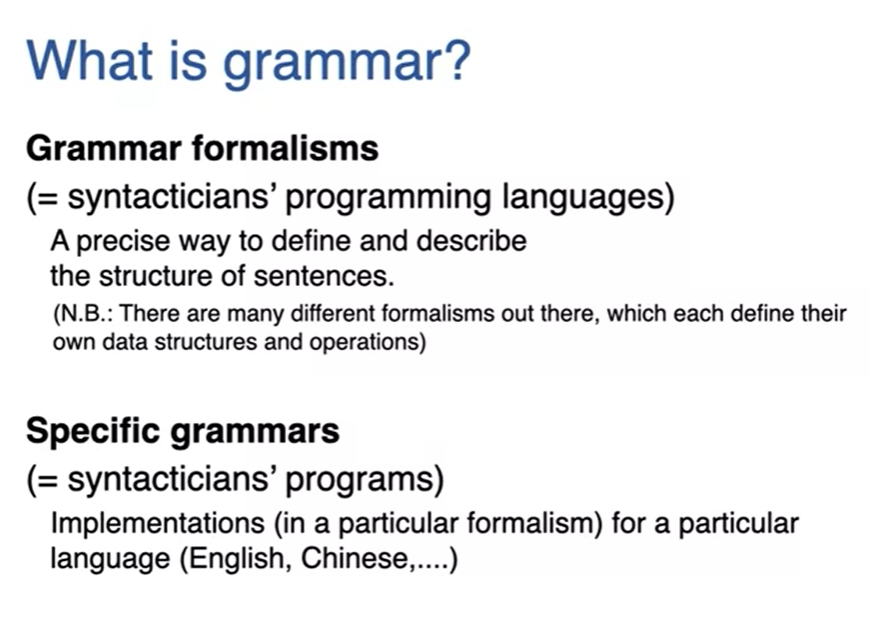 What is grammar?
Grammar formalisms
(= syntacticians’ programming languages)
A precise way to define and describe
the structure of sentences.
(N.B.: There are many different formalisms out there, which each define their
own data structures and operations)
Specific grammars
(= syntacticians’ programs)
Implementations (in a particular formalism) for a particular
language (English, Chinese,....)